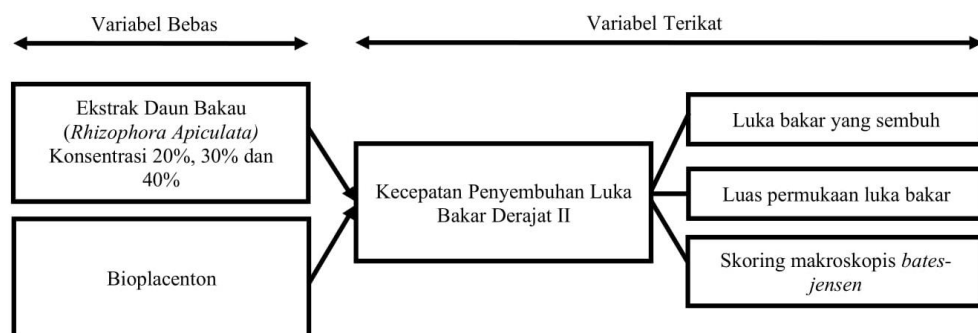 Variabel Bebas
Variabel Terikat
Ekstrak Daun Bakau
(Rhizophora Apiculata)
Konsentrasi 20%, 30% dan
40%
Bioplacenton
Kecepatan Penyembuhan Luka
Bakar Derajat II
Luka bakar yang sembuh
Luas permukaan luka bakar
Skoring makroskopis bates-
jensen